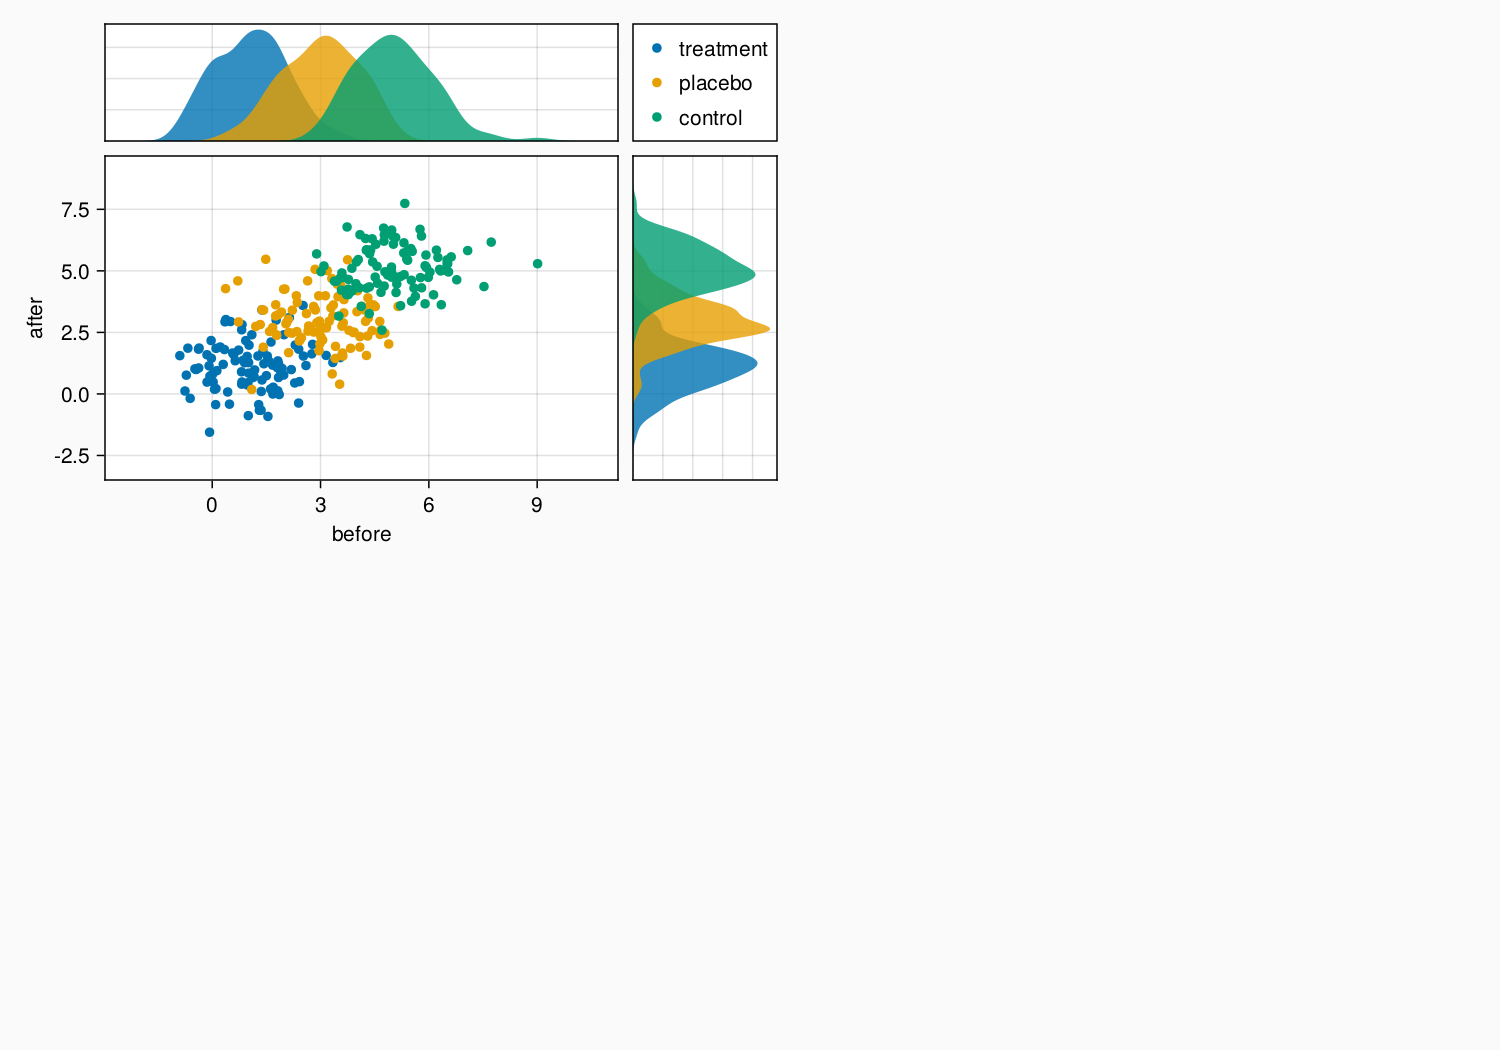 treatment
placebo
control
after
7.5
5.0
2.5
0.0
-2.5
0 3 6 9
before